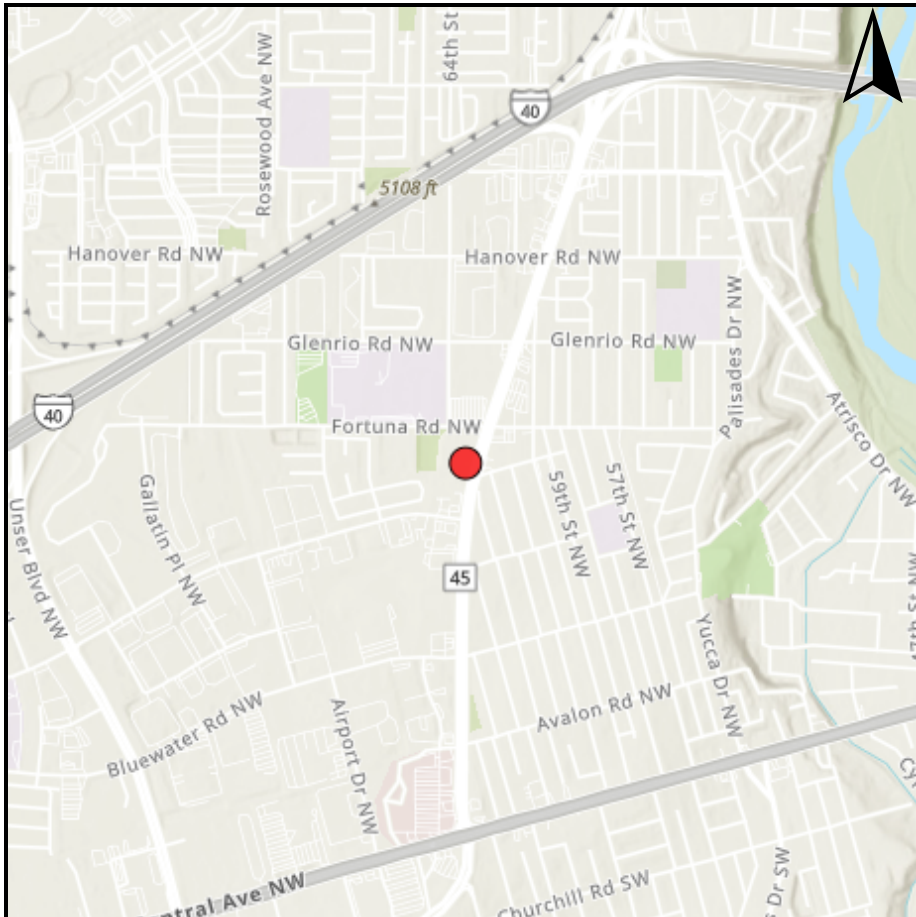 64th St
Rosewood Ave NW
40
5108 ft
Hanover Rd NW
Hanover Rd NW
Palisades Dr NW
Glenrio Rd NW
Glenrio Rd NW
40
Fortuna Rd NW
Atrisco Dr NW
Gallatin Pl NW
59th St NW
57th St NW
Unser Blvd NW
45
Yucca Dr NW
Bluewater Rd NW
Airport Dr NW
Avalon Rd NW
ntral Ave NW
Churchill Rd SW
s Dr SW